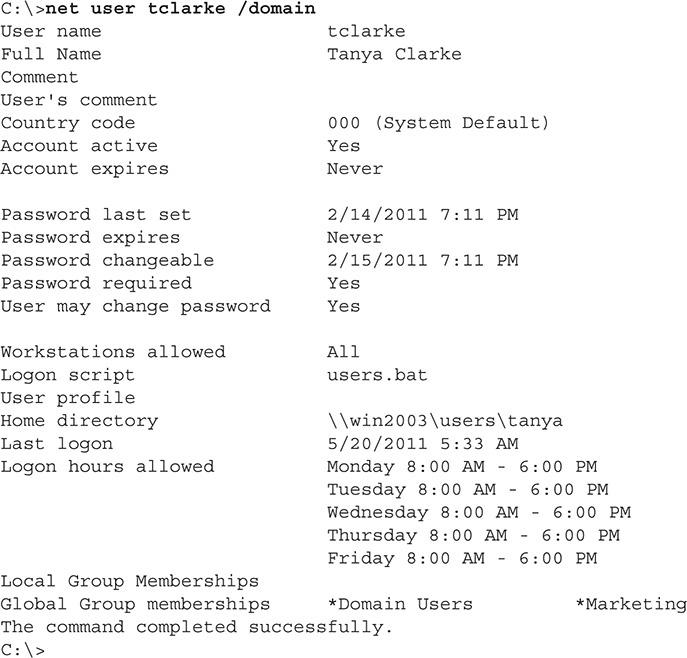 C:\>net user tclarke /domain
User name tclarke
Full Name Tanya Clarke
Comment
User's comment
Country code 000 (System Default)
Account active Yes
Account expires Never
Password last set 2/14/2011 7:11 PM
Password expires Never
Password changeable 2/15/2011 7:11 PM
Password required Yes
User may change password Yes
Workstations allowed All
Logon script users.bat
User profile
Home directory \\win2003\users\tanya
Last logon 5/20/2011 5:33 AM
Logon hours allowed Monday 8:00 AM - 6:00 PM
Tuesday 8:00 AM - 6:00 PM
Wednesday 8:00 AM - 6:00 PM
Thursday 8:00 AM - 6:00 PM
Friday 8:00 AM - 6:00 PM
Local Group Memberships
Global Group memberships *Domain Users *Marketing
The command completed successfully.
C:\>